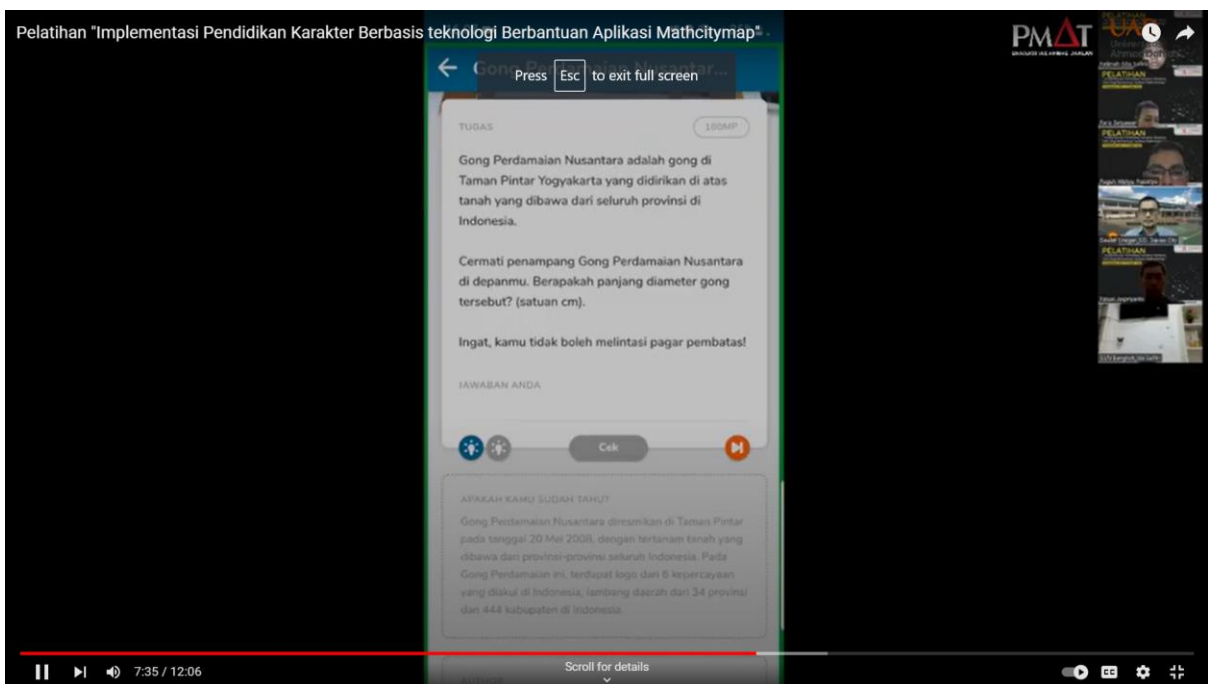 Pelatihan "Implementasi Pendidikan Karakter Berbasis teknologi Berbantuan Aplikasi Mathcitymap".
PMAT
Gong Perdamaian Nusantar...
Press Esc to exit full screen
TUGAS
100MP
Gong Perdamaian Nusantara adalah gong di
Taman Pintar Yogyakarta yang didirikan di atas
tanah yang dibawa dari seluruh provinsi di
Indonesia.
Cermati penampang Gong Perdamaian Nusantara
di depanmu. Berapakah panjang diameter gong
tersebut? (satuan cm).
Ingat, kamu tidak boleh melintasi pagar pembatas!
JAWABAN ANDA
Cek
APAKAH KAMU SUDAH TAHU?
Gong Perdamaian Nusantara diresmikan di Taman Pintar
pada tanggal 20 Mei 2008, dengan tertanam tanah yang
dibawa dari provinsi-provinsi seluruh Indonesia. Pada
Gong Perdamaian ini, terdapat logo dari 6 kepercayaan
yang diakui di Indonesia, lambang daerah dari 34 provinsi
dan 444 kabupaten di Indonesia.
AUTHOR
PELATIHAN
PELATIHAN
PELATIHAN
PELATIHAN
7:35 / 12:06
Scroll for details
CC